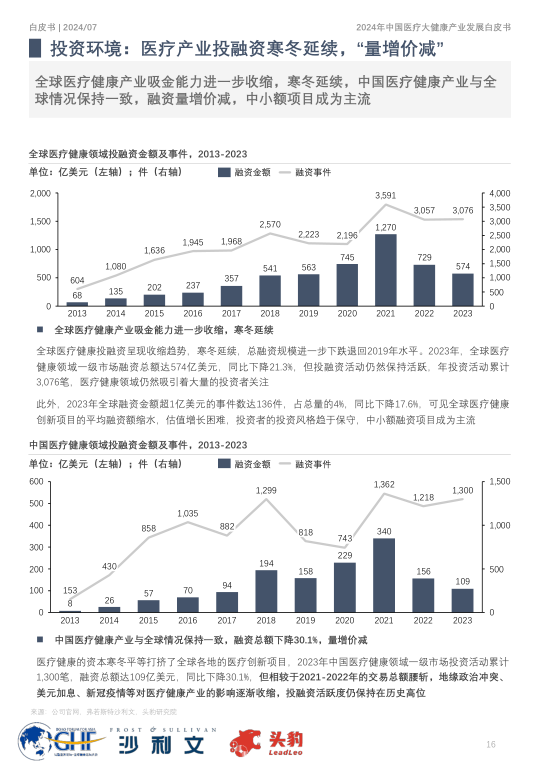 白皮书 | 2024/07
2024年中国医疗大健康产业发展白皮书
投资环境：医疗产业投融资寒冬延续，“量增价减”
全球医疗健康产业吸金能力进一步收缩，寒冬延续，中国医疗健康产业与全
球情况保持一致，融资量增价减，中小额项目成为主流
全球医疗健康领域投融资金额及事件，2013-2023
单位：亿美元（左轴）；件（右轴）
融资金额 融资事件
2,000
1,500
1,000
500
0
4,000
3,500
3,000
2,500
2,000
1,500
1,000
500
0
604 1,080 1,636 1,945 1,968 2,570 2,223 2,196 3,591 3,057 3,076
68 135 202 237 357 541 563 745 1,270 729 574
2013 2014 2015 2016 2017 2018 2019 2020 2021 2022 2023
全球医疗健康产业吸金能力进一步收缩，寒冬延续
全球医疗健康投融资呈现收缩趋势，寒冬延续，总融资规模进一步下跌退回2019年水平。2023年，全球医疗
健康领域一级市场融资总额达574亿美元，同比下降21.3%，但投融活动仍然保持活跃，年投资活动累计
3,076笔，医疗健康领域仍然吸引着大量的投资者关注
此外，2023年全球融资金额超1亿美元的事件数达136件，占总量的4%，同比下降17.6%，可见全球医疗健康
创新项目的平均融资额缩水，估值增长困难，投资者的投资风格趋于保守，中小额融资项目成为主流
中国医疗健康领域投融资金额及事件，2013-2023
单位：亿美元（左轴）；件（右轴）
融资金额 融资事件
600
500
400
300
200
100
0
1,500
1,000
500
0
153 430 858 1,035 882 1,299 818 743 1,362 1,218 1,300
8 26 57 70 94 194 158 229 340 156 109
2013 2014 2015 2016 2017 2018 2019 2020 2021 2022 2023
中国医疗健康产业与全球情况保持一致，融资总额下降30.1%，量增价减
医疗健康的资本寒冬平等打挤了全球各地的医疗创新项目，2023年中国医疗健康领域一级市场投资活动累计
1,300笔，融资总额达109亿美元，同比下降30.1%，但相较于2021-2022年的交易总额腰斩，地缘政治冲突、
美元加息、新冠疫情等对医疗健康产业的影响逐渐收缩，投融资活跃度仍保持在历史高位
来源：公司官网，弗若斯特沙利文，头豹研究院
GHF
FROST & SULLIVAN
沙利文
头豹
LeadLeo
16